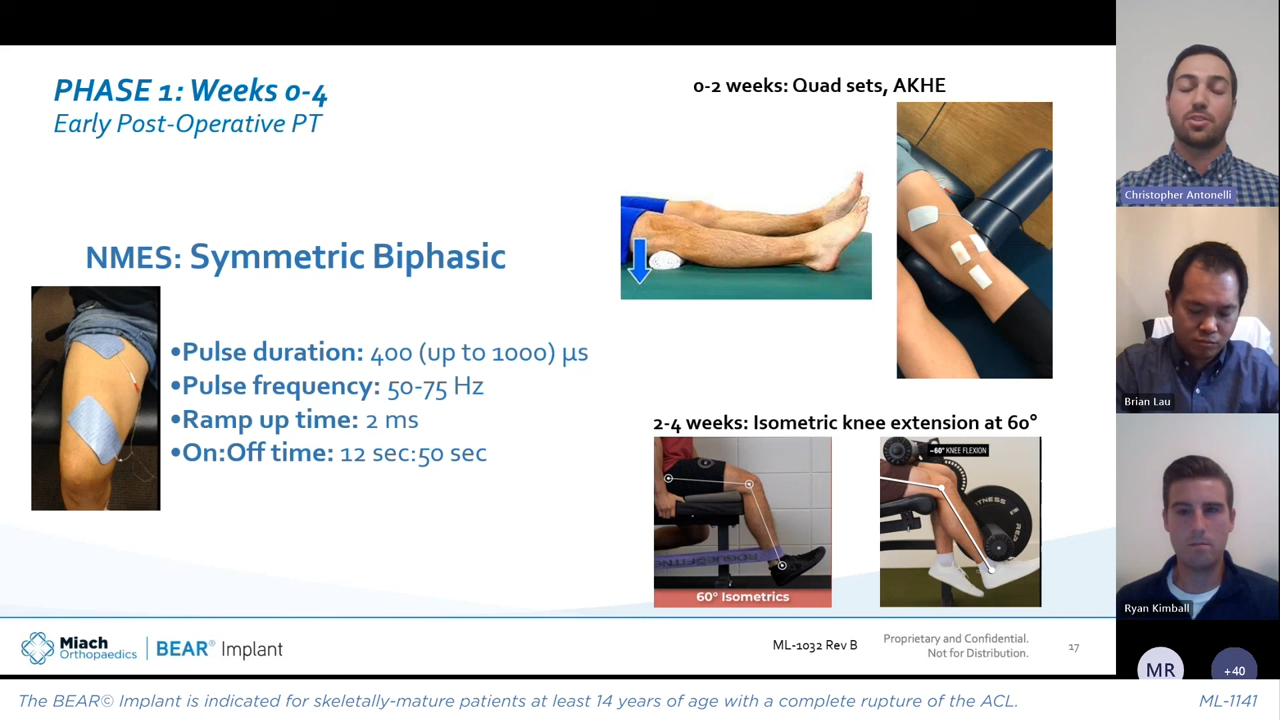 PHASE 1: Weeks 0-4
Early Post-Operative PT
NMES: Symmetric Biphasic
•Pulse duration: 400 (up to 1000) µs
•Pulse frequency: 50-75 Hz
•Ramp up time: 2 ms
•On:Off time: 12 sec:50 sec
0-2 weeks: Quad sets, AKHE
2-4 weeks: Isometric knee extension at 60°
60° Isometrics
~60° KNEE FLEXION
Miach
Orthopaedics
BEAR® Implant
ML-1032 Rev B
Proprietary and Confidential.
Not for Distribution.
17
Christopher Antonelli
Brian Lau
Ryan Kimball
MR
+40
The BEAR© Implant is indicated for skeletally-mature patients at least 14 years of age with a complete rupture of the ACL.
ML-1141